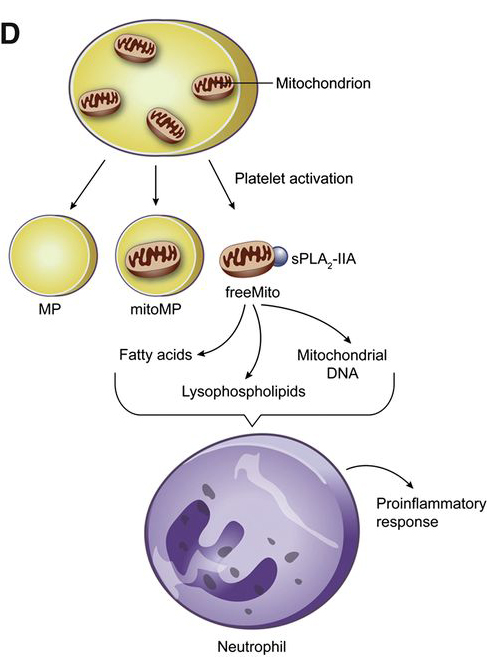 D
Mitochondrion
Platelet activation
sPLA₂-IIA
MP
mitoMP
freeMito
Fatty acids
Mitochondrial
DNA
Lysophospholipids
Proinflammatory
response
Neutrophil